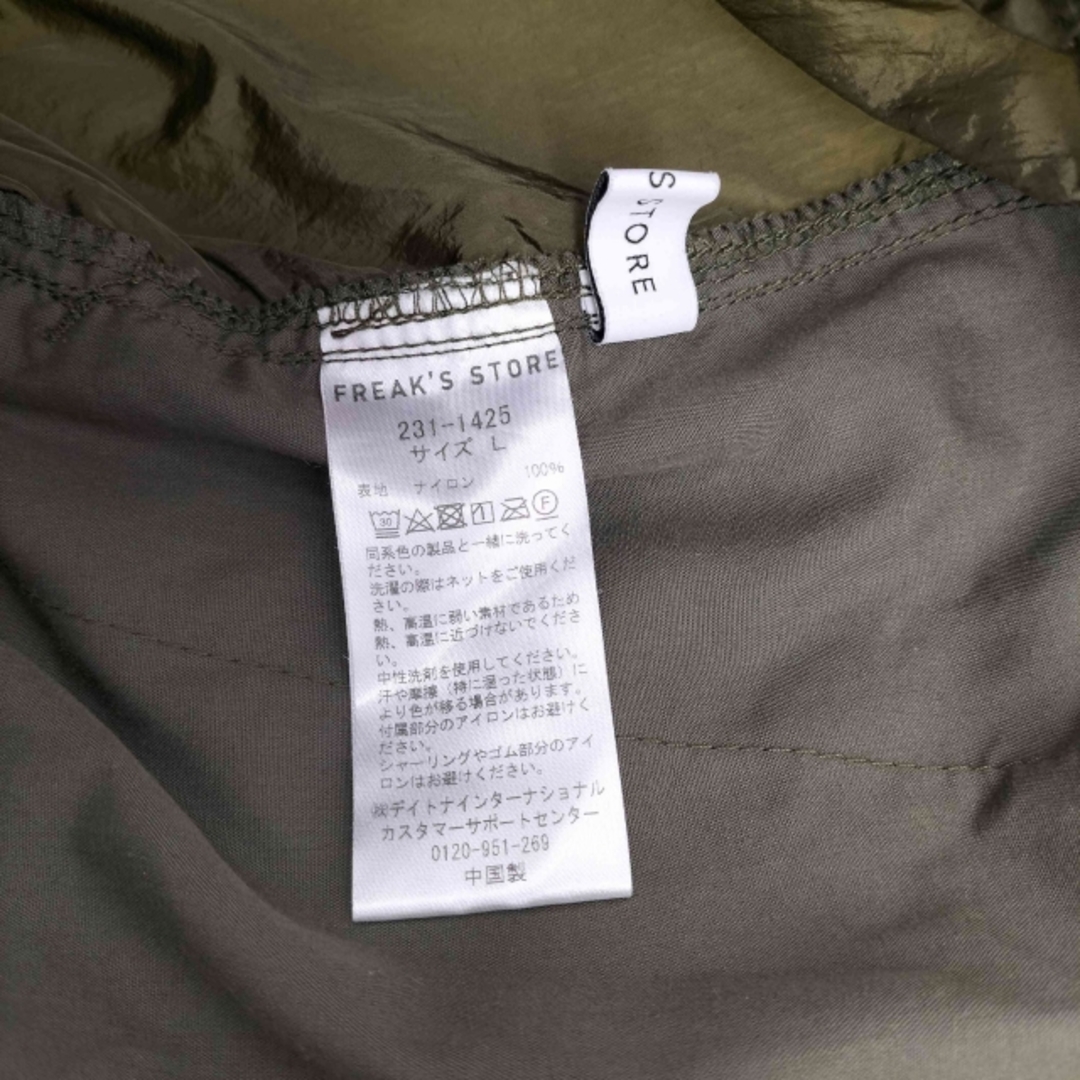 S STORE
FREAK'S STORE
231-1425
サイズ L
表地 ナイロン 100%
30 F
同系色の製品と一緒に洗ってく
ださい。
洗濯の際はネットをご使用くだ
さい。
熱、高温に弱い素材であるため
熱、高温に近づけないでくださ
い。
中性洗剤を使用してください。
汗や摩擦（特に湿った状態）に
より色が移る場合があります。
付属部分のアイロンはお避けく
ださい。
シャーリングやゴム部分のアイ
ロンはお避けください。
㈱デイトナインターナショナル
カスタマーサポートセンター
0120-951-269
中国製